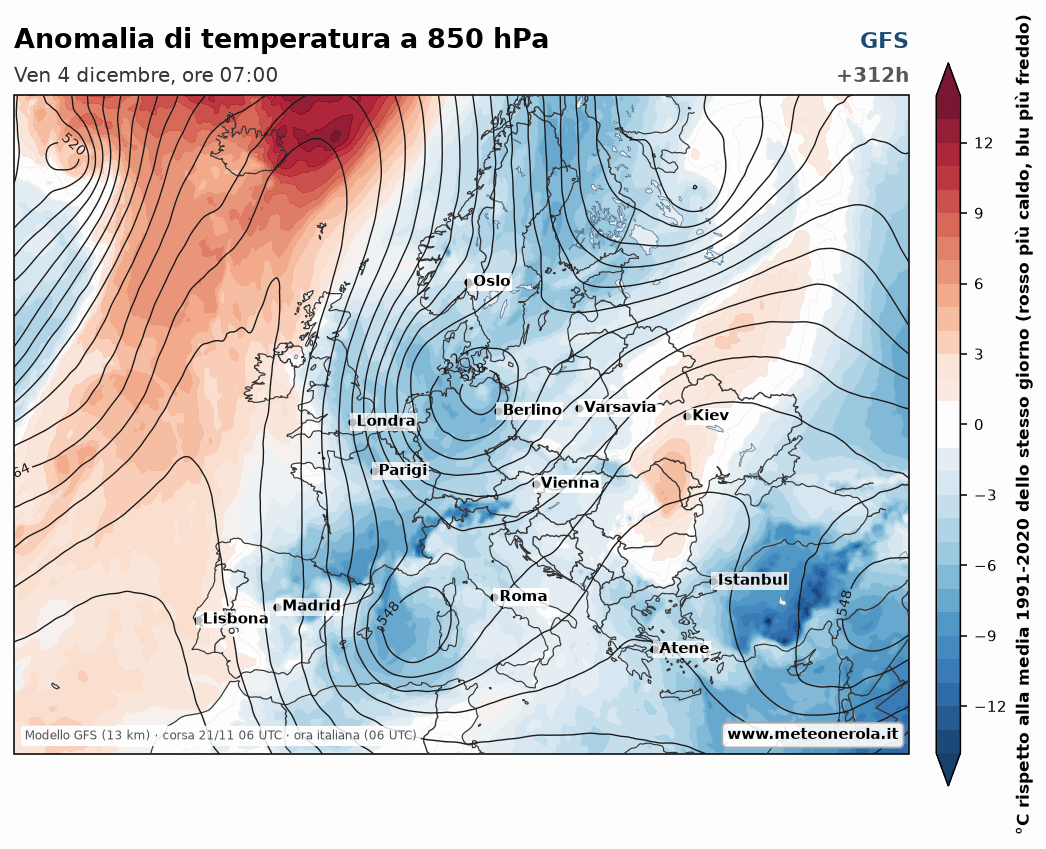 Anomalia di temperatura a 850 hPa
GFS
Ven 4 dicembre, ore 07:00
+312h
520
Oslo
Berlino
Varsavia
Kiev
Londra
64
Parigi
Vienna
Istanbul
Roma
Madrid
Lisbona
548
548
Atene
Modello GFS (13 km) · corsa 21/11 06 UTC · ora italiana (06 UTC)
www.meteonerola.it
12
9
6
3
0
−3
−6
−9
−12
°C rispetto alla media 1991-2020 dello stesso giorno (rosso più caldo, blu più freddo)